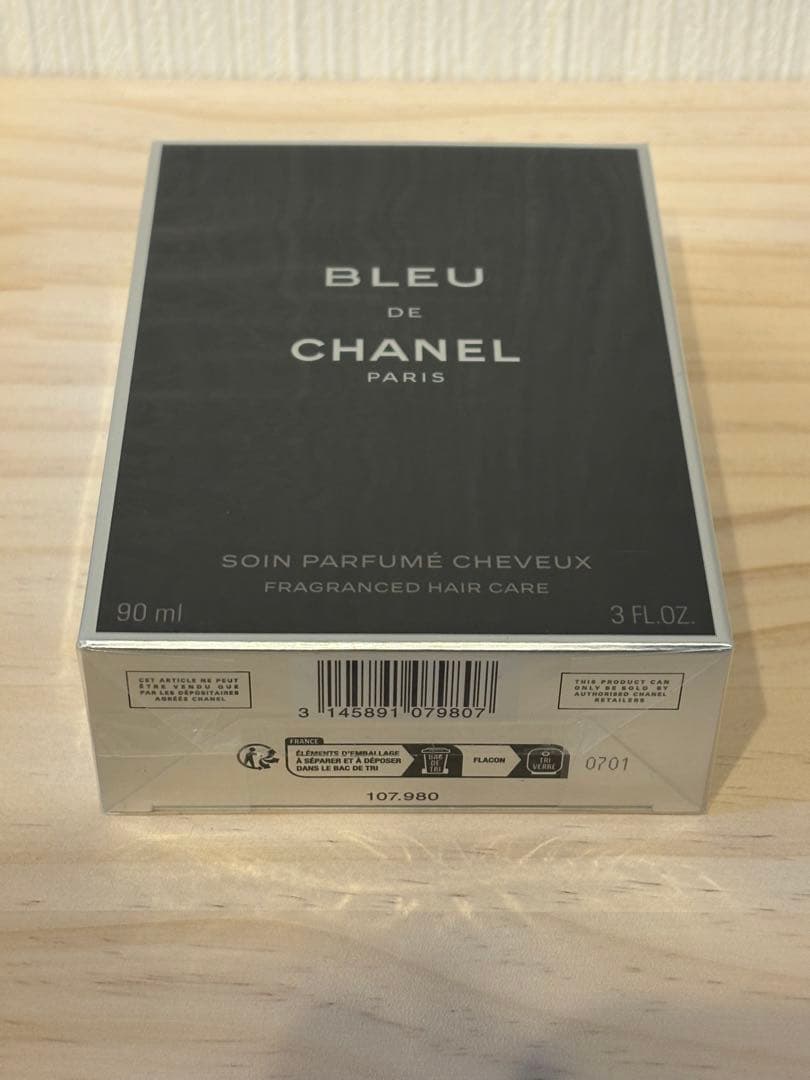 BLEU
DE
CHANEL
PARIS
SOIN PARFUMÉ CHEVEUX
FRAGRANCED HAIR CARE
90 ml
3 FL.OZ.
CET ARTICLE NE PEUT
ÊTRE VENDU QUE
PAR LES DÉPOSITAIRES
AGRÉÉS CHANEL
3 145891 079807
THIS PRODUCT CAN
ONLY BE SOLD BY
AUTHORISED CHANEL
RETAILERS
FRANCE
ÉLÉMENTS D'EMBALLAGE
À SÉPARER ET À DÉPOSER
DANS LE BAC DE TRI
BAC
DE
TRI
FLACON
TRI
VERRE
0701
107.980